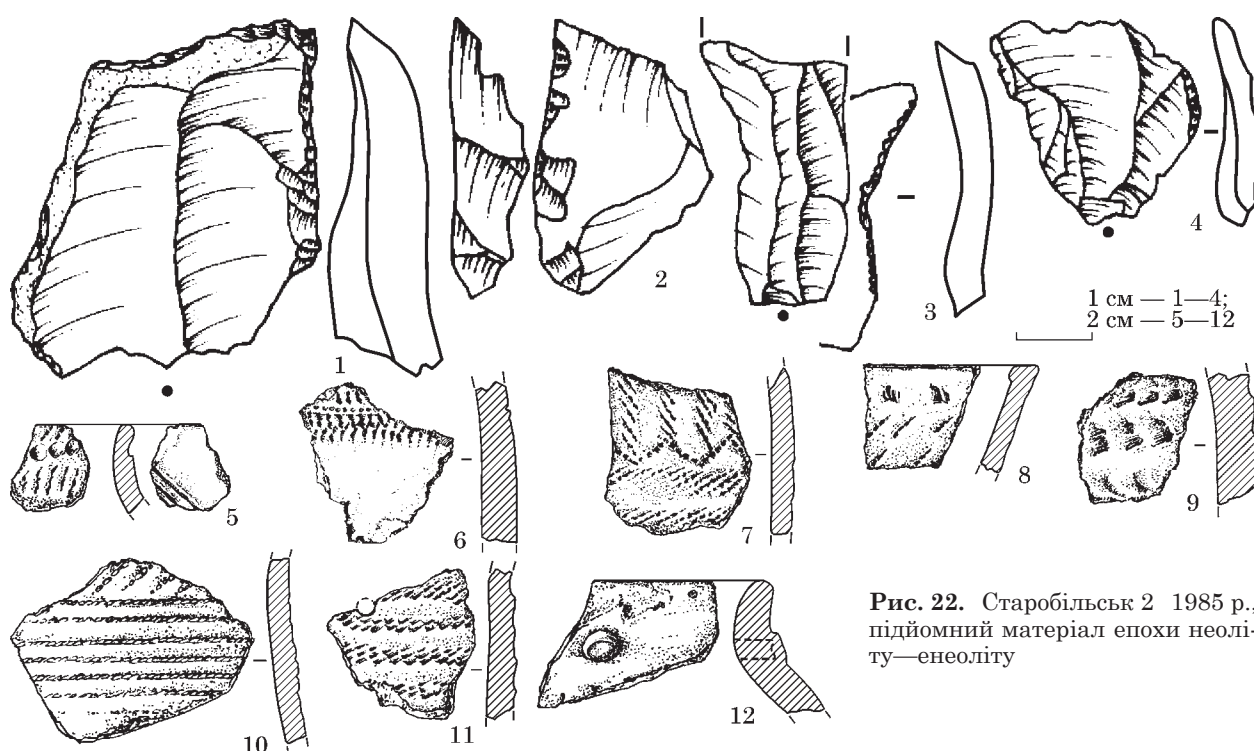 1
2
3
4
1 см — 1—4;
2 см — 5—12
5
6
7
8
9
10
11
12
Рис. 22. Старобільськ 2 1985 р.,
підйомний матеріал епохи неолі-
ту—енеоліту